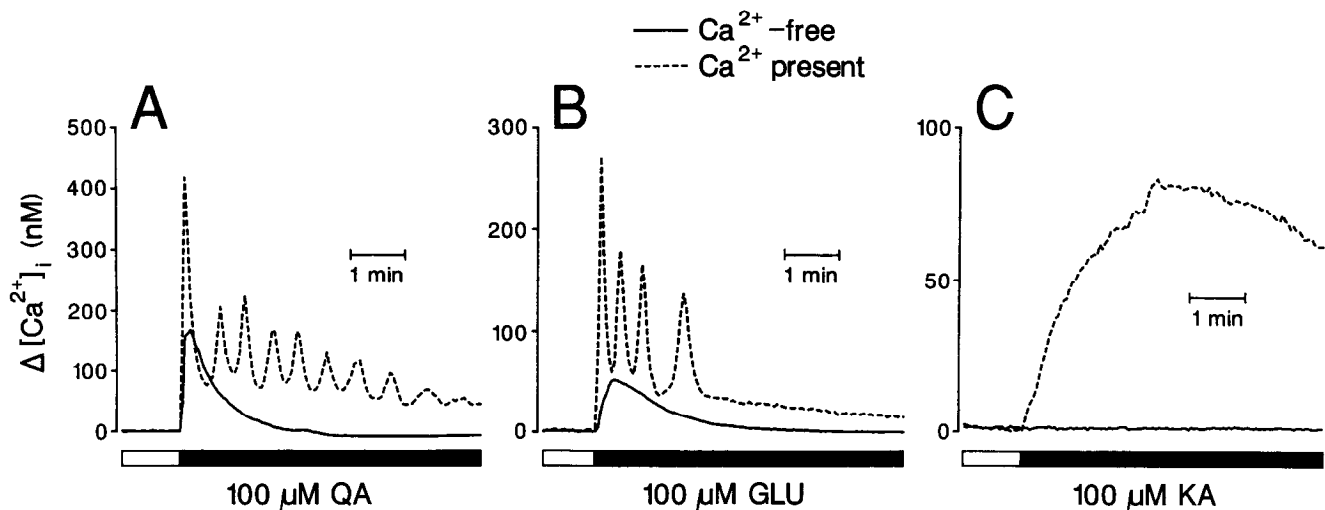 Ca2+ –free
Ca2+ present
A
B
C
Δ [Ca2+]i (nM)
500
400
300
200
100
0
1 min
100 µM QA
300
200
100
0
1 min
100 µM GLU
100
50
0
1 min
100 µM KA